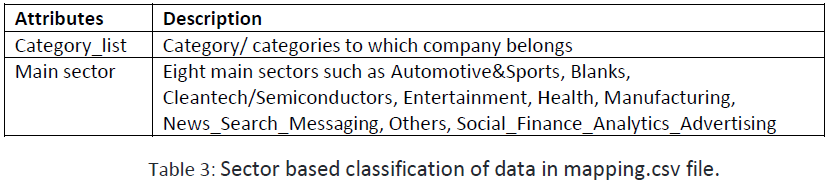 Attributes Description
Category_list Category/ categories to which company belongs
Main sector Eight main sectors such as Automotive&Sports, Blanks,
Cleantech/Semiconductors, Entertainment, Health, Manufacturing,
News_Search_Messaging, Others, Social_Finance_Analytics_Advertising
Table 3: Sector based classification of data in mapping.csv file.